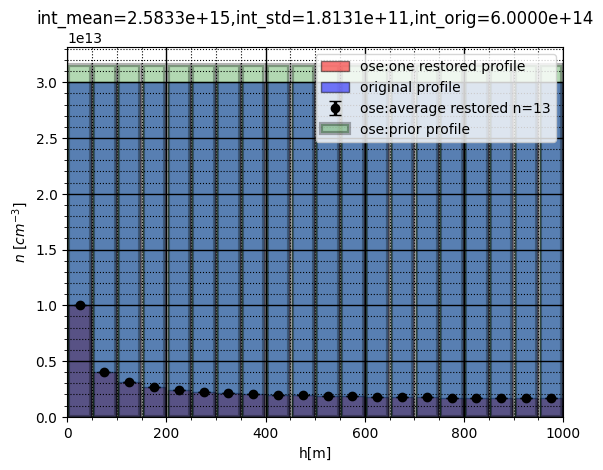 int_mean=2.5833e+15,int_std=1.8131e+11,int_orig=6.0000e+14
1e13
ose:one restored profile
original profile
ose:average restored n=13
ose:prior profile
3.0
2.5
2.0
1.5
1.0
0.5
0.0
n [cm⁻³]
0 200 400 600 800 1000
h[m]